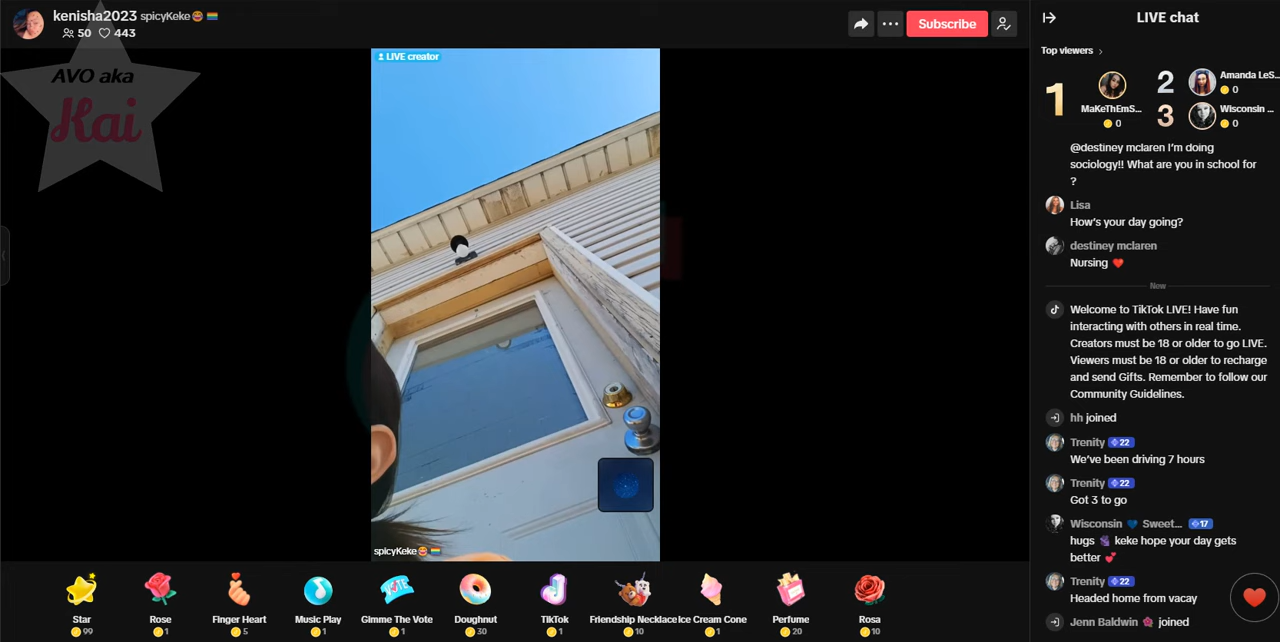 kenisha2023 spicyKeke
50 443
Subscribe
AVO aka
Kai
LIVE creator
spicyKeke
Star
99
Rose
1
Finger Heart
5
Music Play
1
Gimme The Vote
1
Doughnut
30
TikTok
1
Friendship Necklace
10
Ice Cream Cone
1
Perfume
20
Rosa
10
LIVE chat
Top viewers
1
MaKeThEmS...
0
2
Amanda LeS...
0
3
Wisconsin ...
0
@destiney mclaren I'm doing
sociology!! What are you in school for
?
Lisa
How's your day going?
destiney mclaren
Nursing
New
Welcome to TikTok LIVE! Have fun
interacting with others in real time.
Creators must be 18 or older to go LIVE.
Viewers must be 18 or older to recharge
and send Gifts. Remember to follow our
Community Guidelines.
hh joined
Trenity 22
We've been driving 7 hours
Trenity 22
Got 3 to go
Wisconsin Sweet... 17
hugs keke hope your day gets
better
Trenity 22
Headed home from vacay
Jenn Baldwin joined